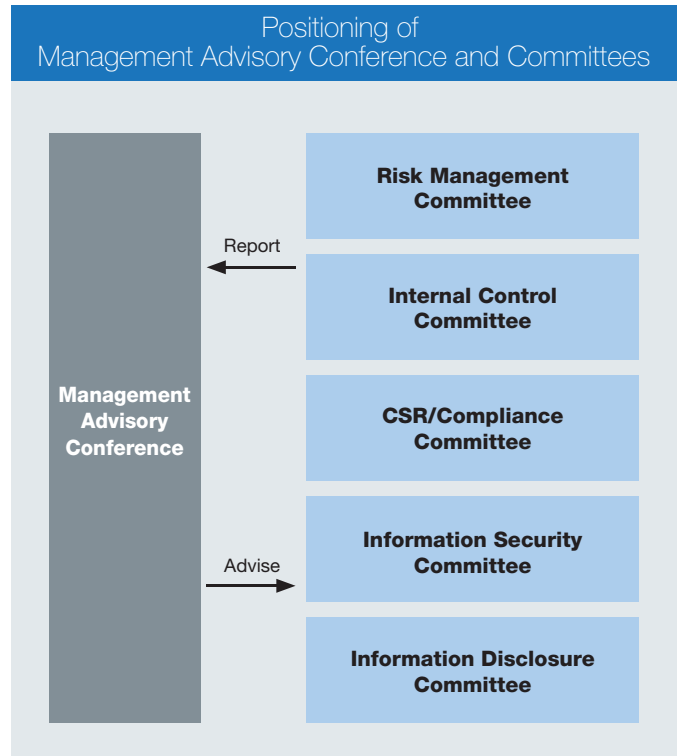 Positioning of
Management Advisory Conference and Committees
Risk Management
Committee
Report
Internal Control
Committee
Management
Advisory
Conference
CSR/Compliance
Committee
Information Security
Committee
Advise
Information Disclosure
Committee